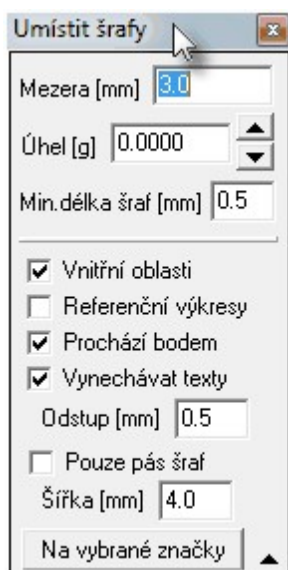 Umístit šrafy
Mezera [mm] 3.0
Úhel [g] 0.0000
Min.délka šraf [mm] 0.5
Vnitřní oblasti
Referenční výkresy
Prochází bodem
Vynechávat texty
Odstup [mm] 0.5
Pouze pás šraf
Šířka [mm] 4.0
Na vybrané značky